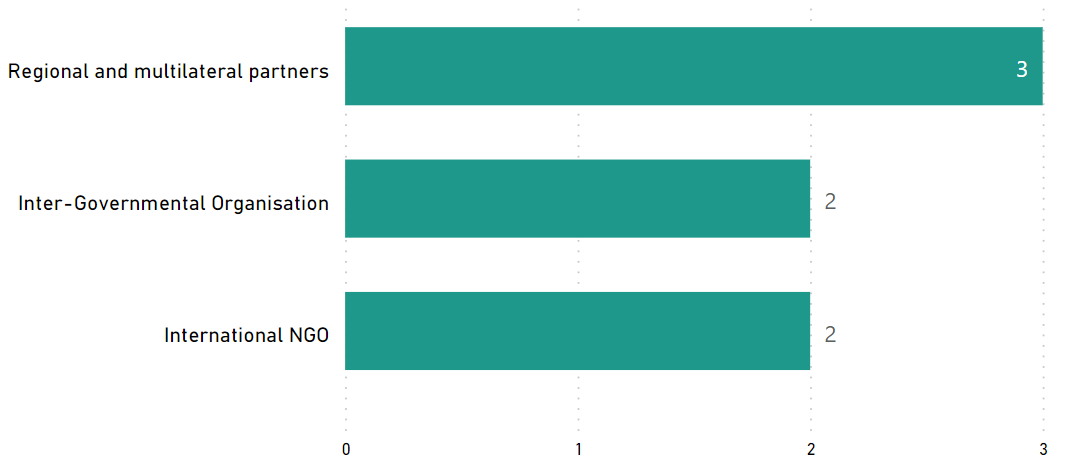 Regional and multilateral partners
3
Inter-Governmental Organisation
2
International NGO
2
0 1 2 3